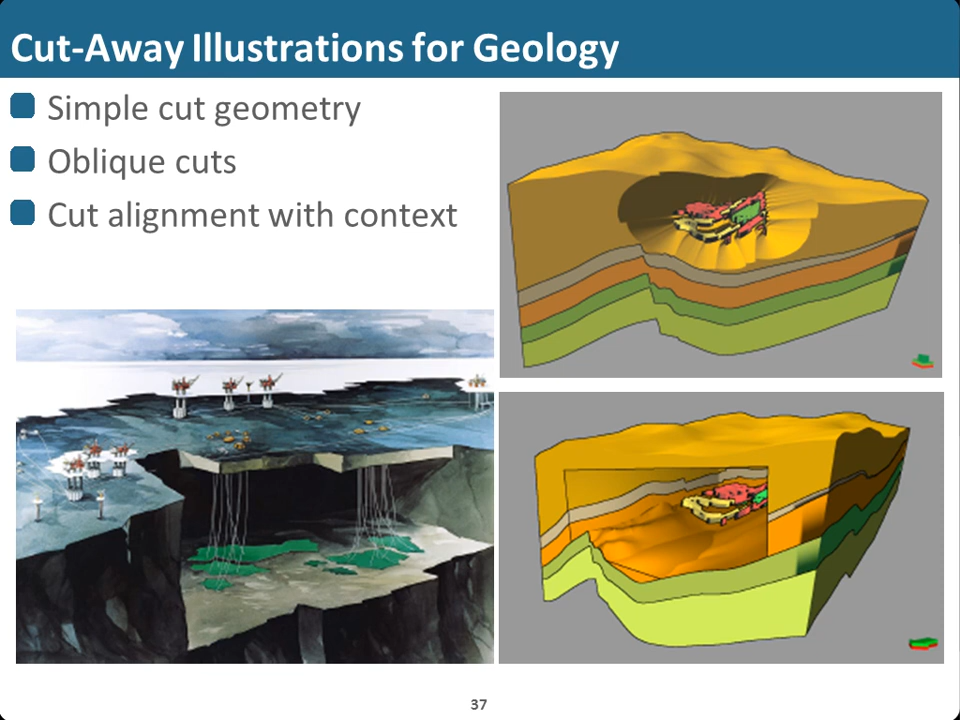 Cut-Away Illustrations for Geology
Simple cut geometry
Oblique cuts
Cut alignment with context
37